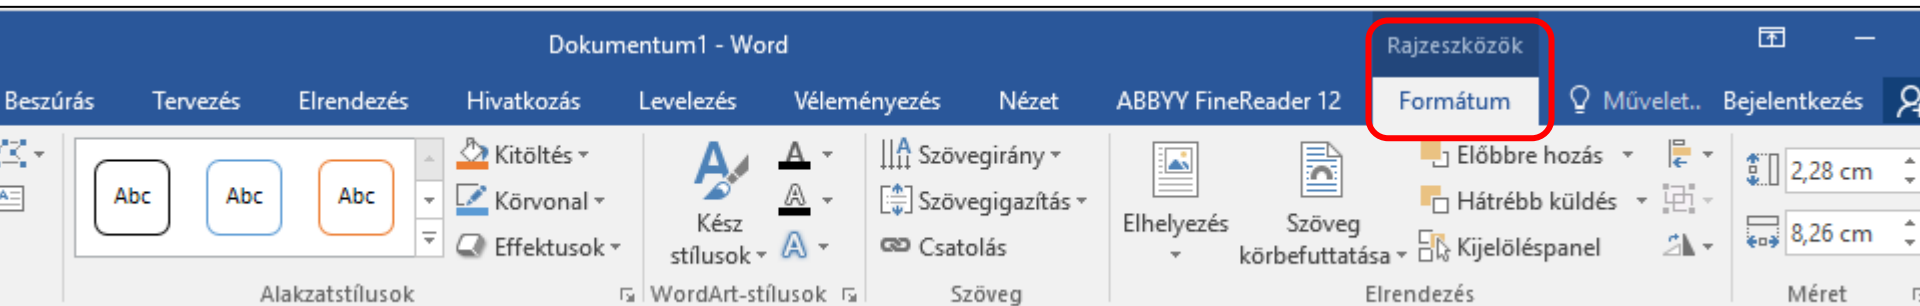 Dokumentum1 - Word
Rajzeszközök
Beszúrás Tervezés Elrendezés Hivatkozás Levelezés Véleményezés Nézet ABBYY FineReader 12 Formátum Művelet.. Bejelentkezés
Abc Abc Abc
Kitöltés
Körvonal
Effektusok
Alakzatstílusok
A
Kész
stílusok
A
A
A
WordArt-stílusok
Szövegirány
Szövegigazítás
Csatolás
Szöveg
Elhelyezés
Szöveg
körbefuttatása
Előbbre hozás
Hátrébb küldés
Kijelöléspanel
Elrendezés
2,28 cm
8,26 cm
Méret